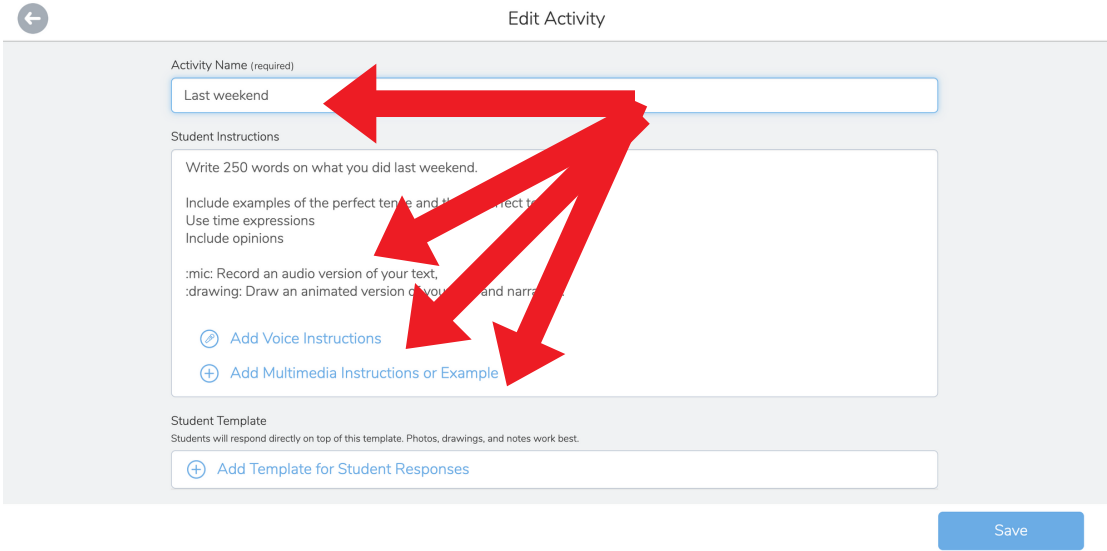 Edit Activity
Activity Name (required)
Last weekend
Student Instructions
Write 250 words on what you did last weekend.
Include examples of the perfect tense and
Use time expressions
Include opinions
:mic: Record an audio version of your text,
:drawing: Draw an animated version of and
Add Voice Instructions
Add Multimedia Instructions or Example
Student Template
Students will respond directly on top of this template. Photos, drawings, and notes work best.
Add Template for Student Responses
Save